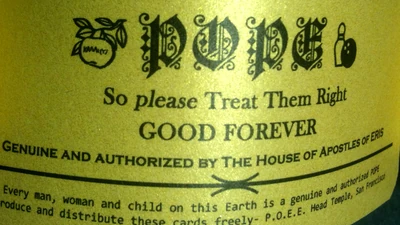 POPE
So please Treat Them Right
GOOD FOREVER
GENUINE AND AUTHORIZED BY THE HOUSE OF APOSTLES OF ERIS
Every man, woman and child on this Earth is a genuine and authorized POPE
roduce and distribute these cards freely- P.O.E.E. Head Temple, San Francisco